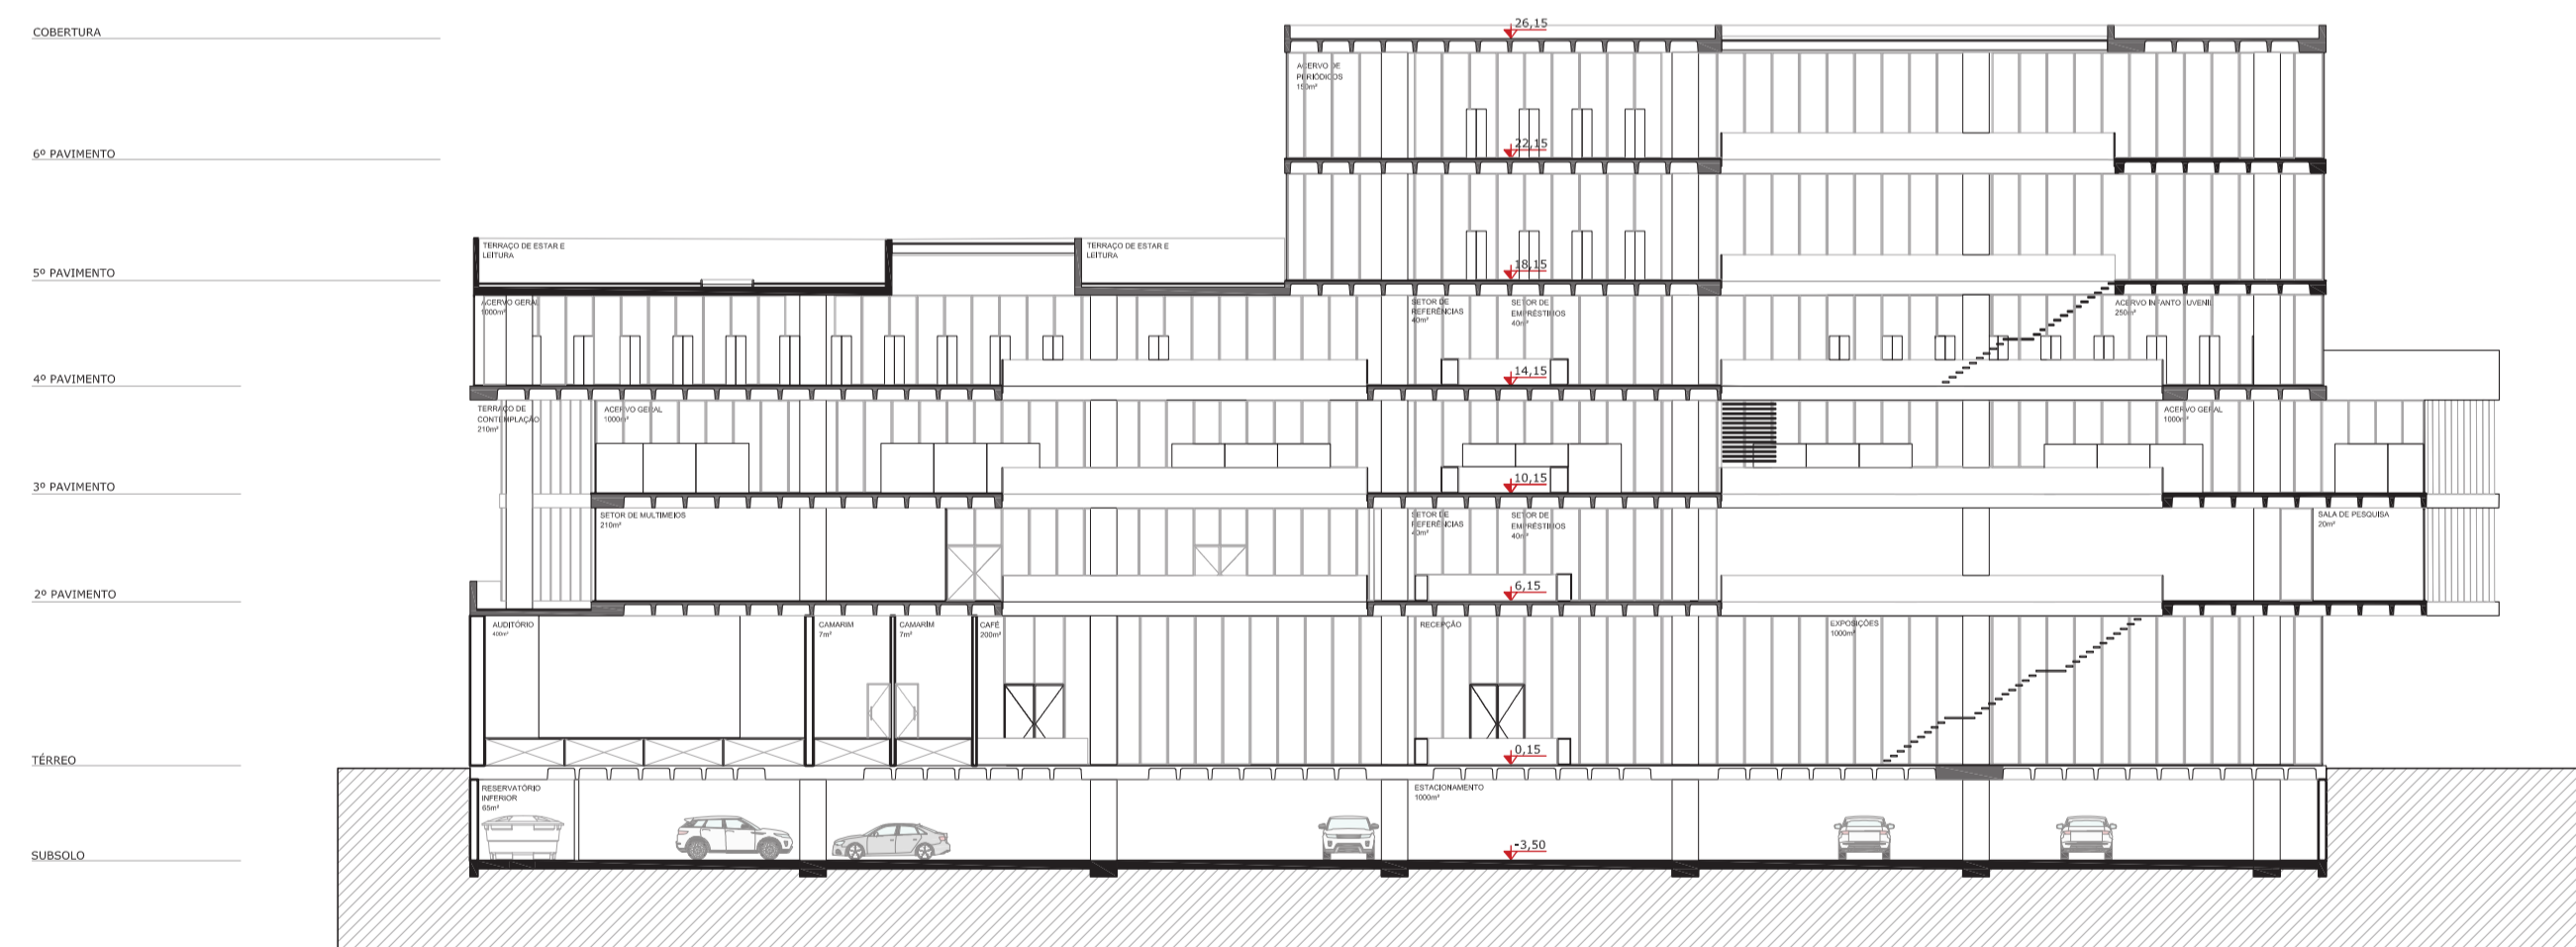 COBERTURA
26,15
ACERVO DE
PERIÓDICOS
150m²
6º PAVIMENTO
22,15
TERRAÇO DE ESTAR E
LEITURA
TERRAÇO DE ESTAR E
LEITURA
5º PAVIMENTO
18,15
ACERVO GERAL
1000m²
SETOR DE
REFERÊNCIAS
40m²
SETOR DE
EMPRÉSTIMOS
40m²
ACERVO INFANTO JUVENIL
250m²
4º PAVIMENTO
14,15
TERRAÇO DE
CONTEMPLAÇÃO
210m²
ACERVO GERAL
1000m²
ACERVO GERAL
1000m²
3º PAVIMENTO
10,15
SETOR DE MULTIMEIOS
210m²
SETOR DE
REFERÊNCIAS
40m²
SETOR DE
EMPRÉSTIMOS
40m²
SALA DE PESQUISA
20m²
2º PAVIMENTO
6,15
AUDITÓRIO
400m²
CAMARIM
7m²
CAMARIM
7m²
CAFÉ
200m²
RECEPÇÃO
EXPOSIÇÕES
1000m²
TÉRREO
0,15
RESERVATÓRIO
INFERIOR
65m²
ESTACIONAMENTO
1000m²
SUBSOLO
-3,50